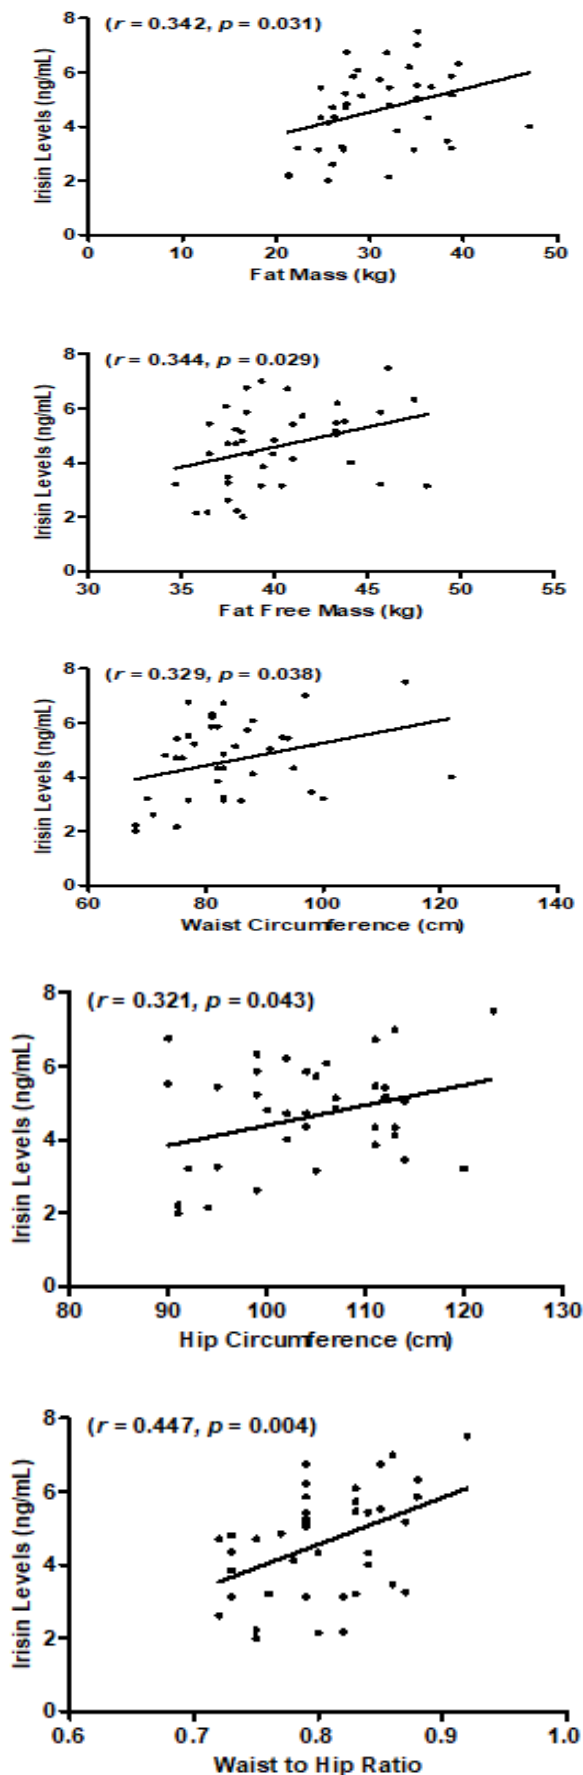 (r = 0.342, p = 0.031)
Irisin Levels (ng/mL)
8
6
4
2
0
0 10 20 30 40 50
Fat Mass (kg)
(r = 0.344, p = 0.029)
Irisin Levels (ng/mL)
8
6
4
2
0
30 35 40 45 50 55
Fat Free Mass (kg)
(r = 0.329, p = 0.038)
Irisin Levels (ng/mL)
8
6
4
2
0
60 80 100 120 140
Waist Circumference (cm)
(r = 0.321, p = 0.043)
Irisin Levels (ng/mL)
8
6
4
2
0
80 90 100 110 120 130
Hip Circumference (cm)
(r = 0.447, p = 0.004)
Irisin Levels (ng/mL)
8
6
4
2
0
0.6 0.7 0.8 0.9 1.0
Waist to Hip Ratio